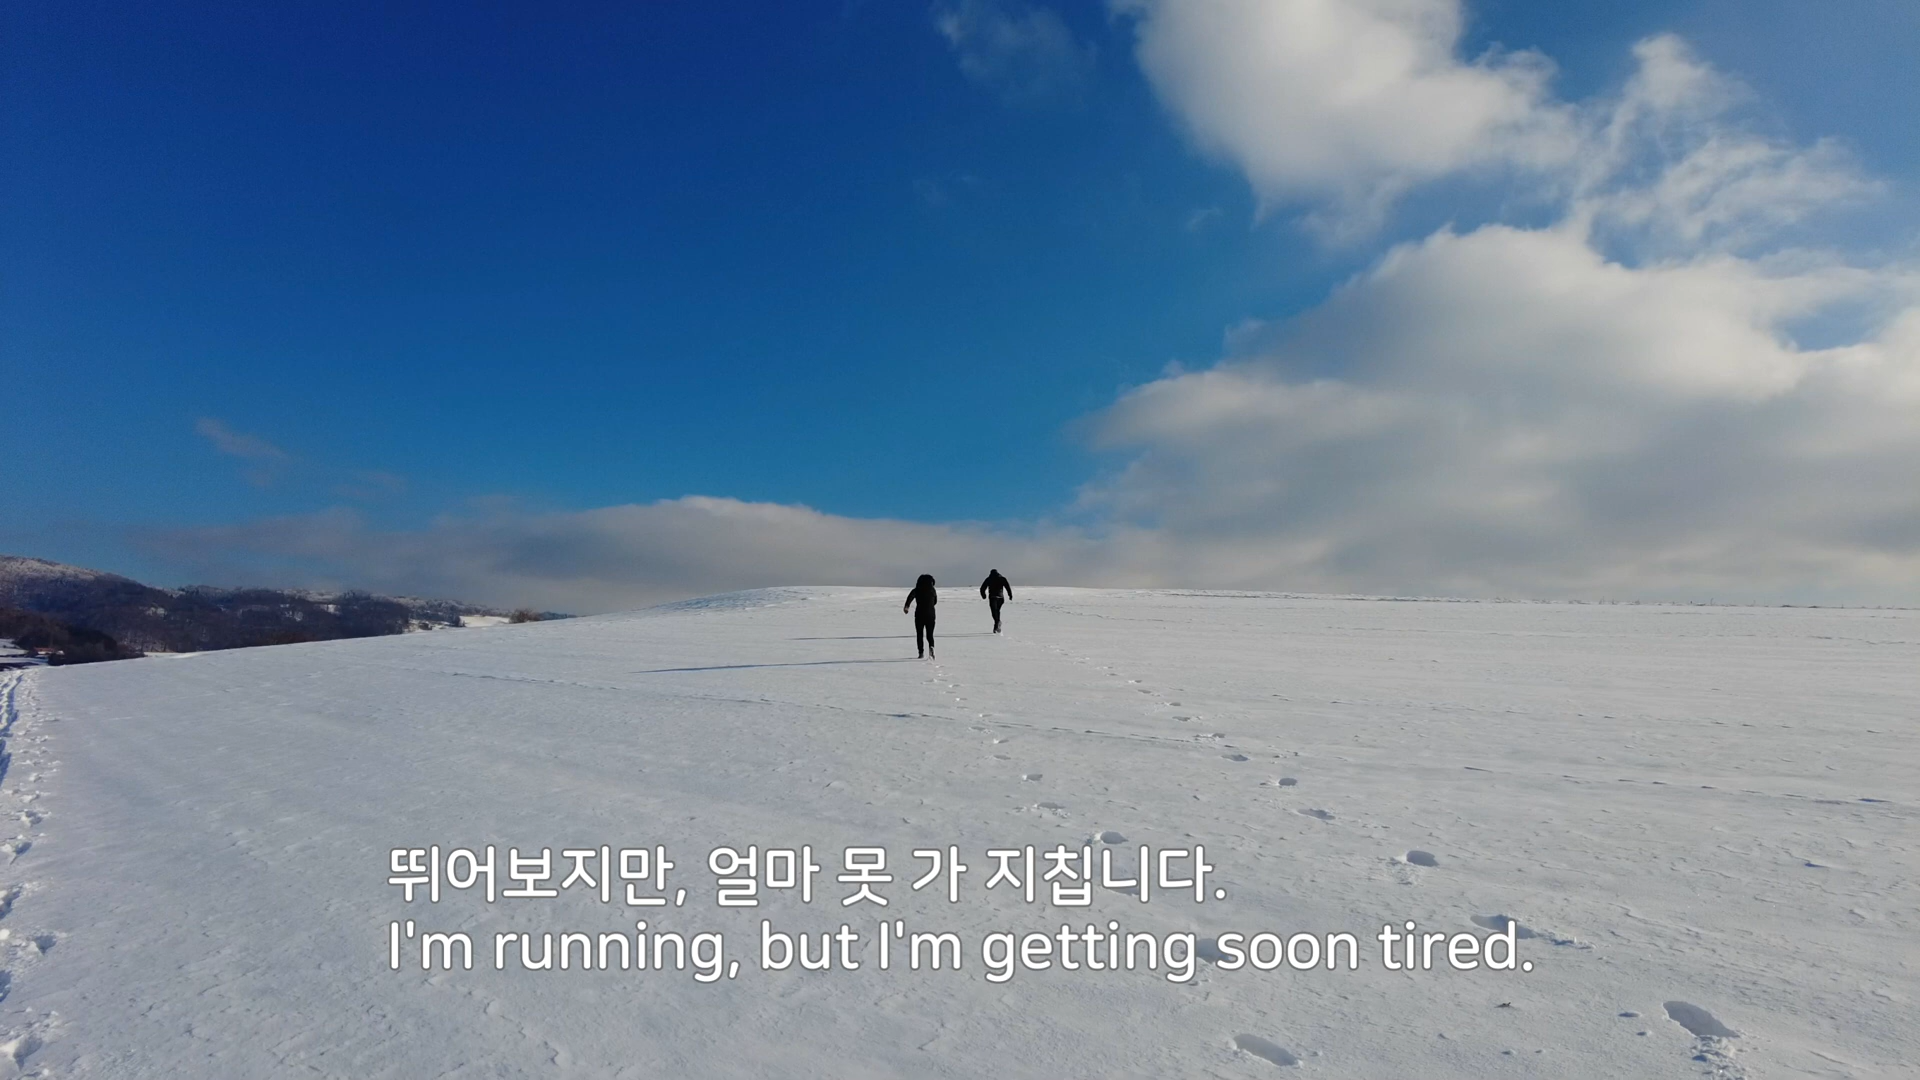 뛰어보지만, 얼마 못 가 지칩니다.
I'm running, but I'm getting soon tired.